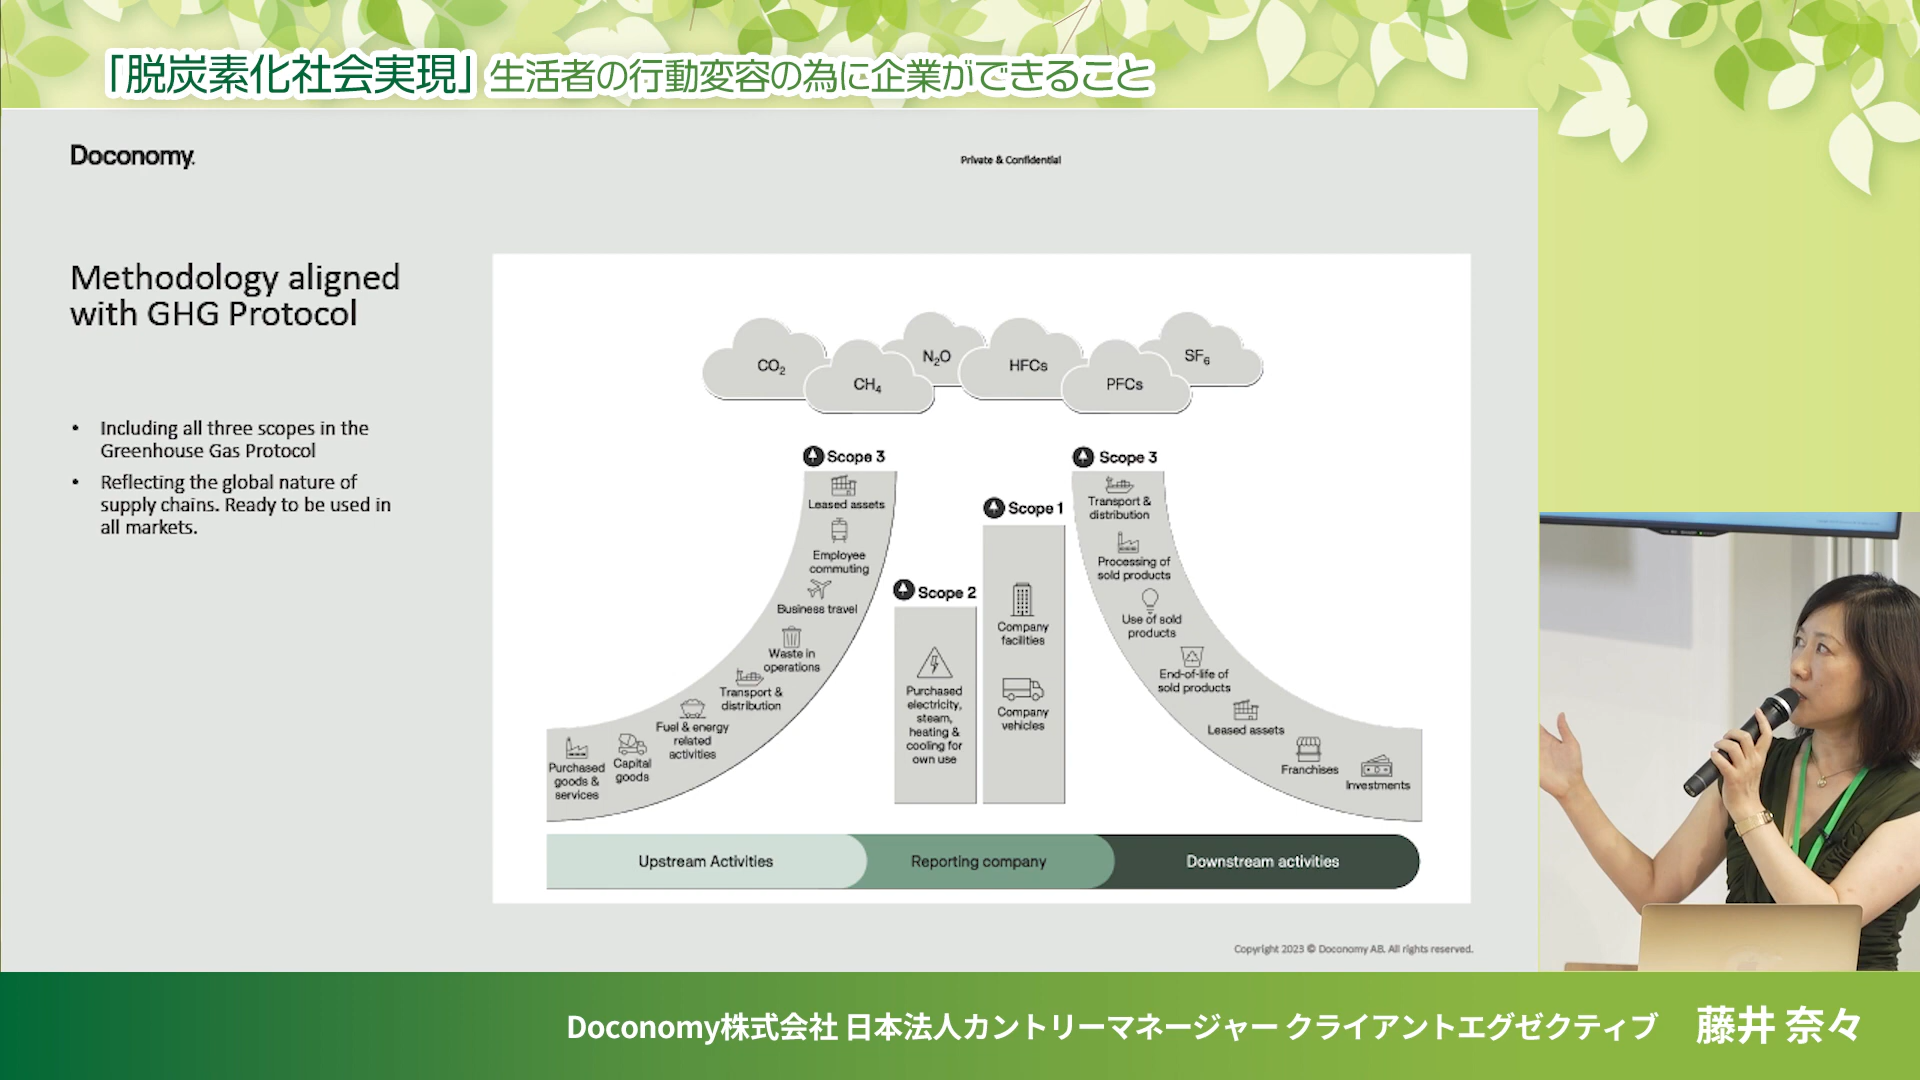 「脱炭素化社会実現」生活者の行動変容の為に企業ができること
Doconomy.
Private & Confidential
Methodology aligned
with GHG Protocol
• Including all three scopes in the
Greenhouse Gas Protocol
• Reflecting the global nature of
supply chains. Ready to be used in
all markets.
CO2
CH4
N2O
HFCs
PFCs
SF6
Scope 3
Leased assets
Employee
commuting
Business travel
Waste in
operations
Transport &
distribution
Fuel & energy
related
activities
Capital
goods
Purchased
goods &
services
Scope 2
Purchased
electricity,
steam,
heating &
cooling for
own use
Scope 1
Company
facilities
Company
vehicles
Scope 3
Transport &
distribution
Processing of
sold products
Use of sold
products
End-of-life of
sold products
Leased assets
Franchises
Investments
Upstream Activities
Reporting company
Downstream activities
Copyright 2023 © Doconomy AB. All rights reserved.
Doconomy株式会社 日本法人カントリーマネージャー クライアントエグゼクティブ 藤井 奈々